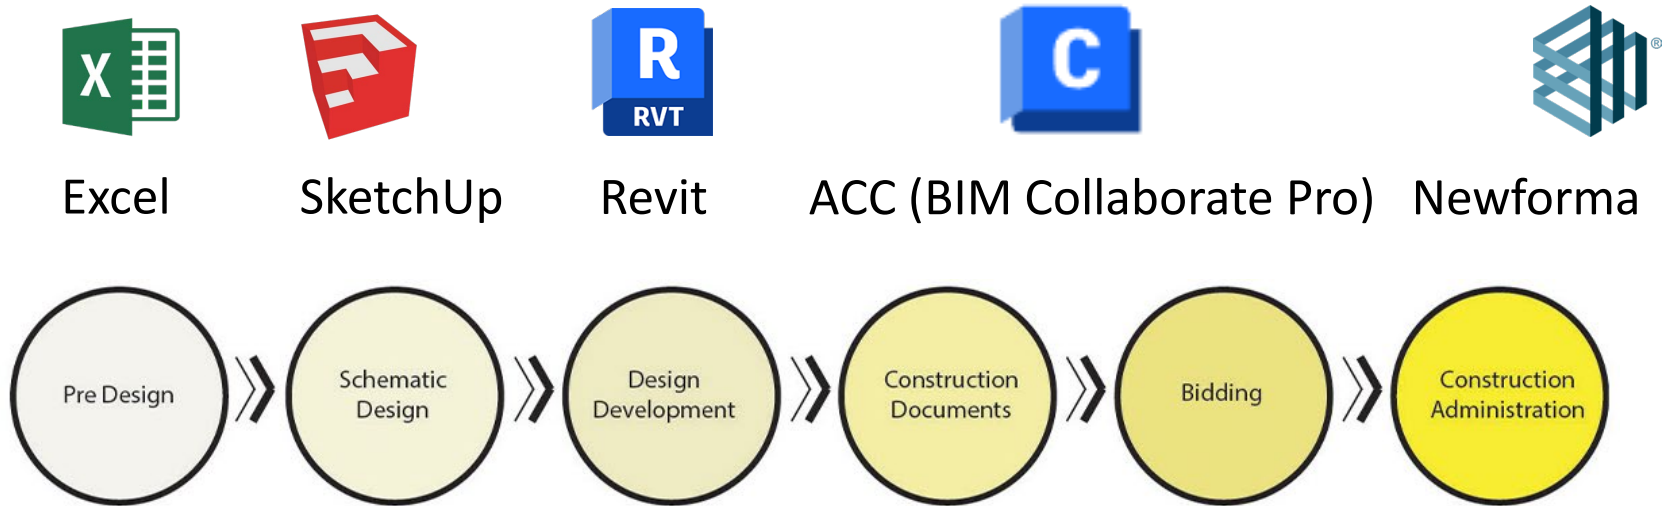 X
R
RVT
C
®
Excel
SketchUp
Revit
ACC (BIM Collaborate Pro)
Newforma
Pre Design
Schematic
Design
Design
Development
Construction
Documents
Bidding
Construction
Administration